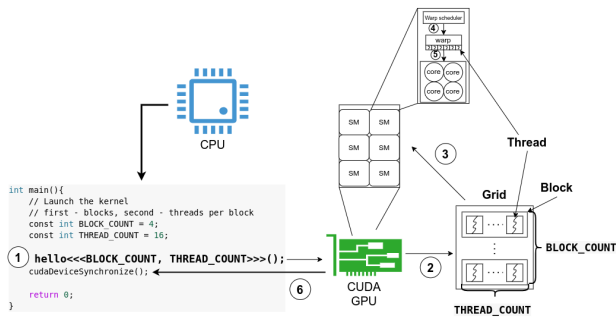 Warp scheduler
4
warp
5
core core
core core
SM SM
SM SM
SM SM
CPU
3
Thread
Grid
Block
int main(){
// Launch the kernel
// first - blocks, second - threads per block
const int BLOCK_COUNT = 4;
const int THREAD_COUNT = 16;
1 hello<<<BLOCK_COUNT, THREAD_COUNT>>>();
cudaDeviceSynchronize();
return 0;
}
6
CUDA
GPU
2
BLOCK_COUNT
THREAD_COUNT